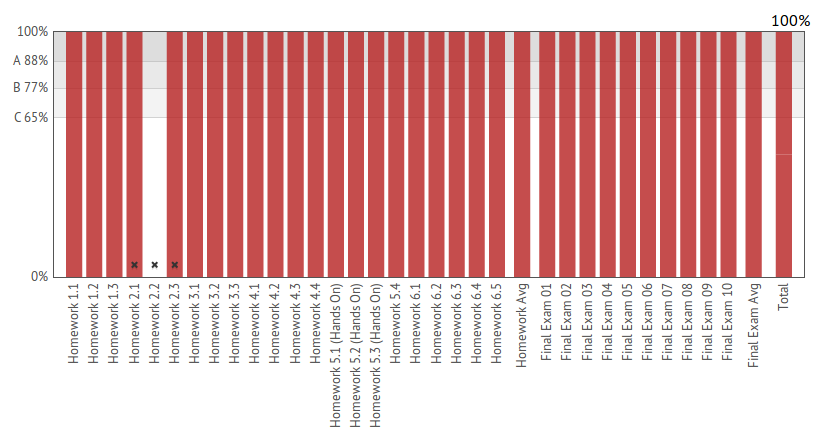 100%
100%
A 88%
B 77%
C 65%
0%
Homework 1.1
Homework 1.2
Homework 1.3
Homework 2.1
Homework 2.2
Homework 2.3
Homework 3.1
Homework 3.2
Homework 3.3
Homework 4.1
Homework 4.2
Homework 4.3
Homework 4.4
Homework 5.1 (Hands On)
Homework 5.2 (Hands On)
Homework 5.3 (Hands On)
Homework 5.4
Homework 6.1
Homework 6.2
Homework 6.3
Homework 6.4
Homework 6.5
Homework Avg
Final Exam 01
Final Exam 02
Final Exam 03
Final Exam 04
Final Exam 05
Final Exam 06
Final Exam 07
Final Exam 08
Final Exam 09
Final Exam 10
Final Exam Avg
Total